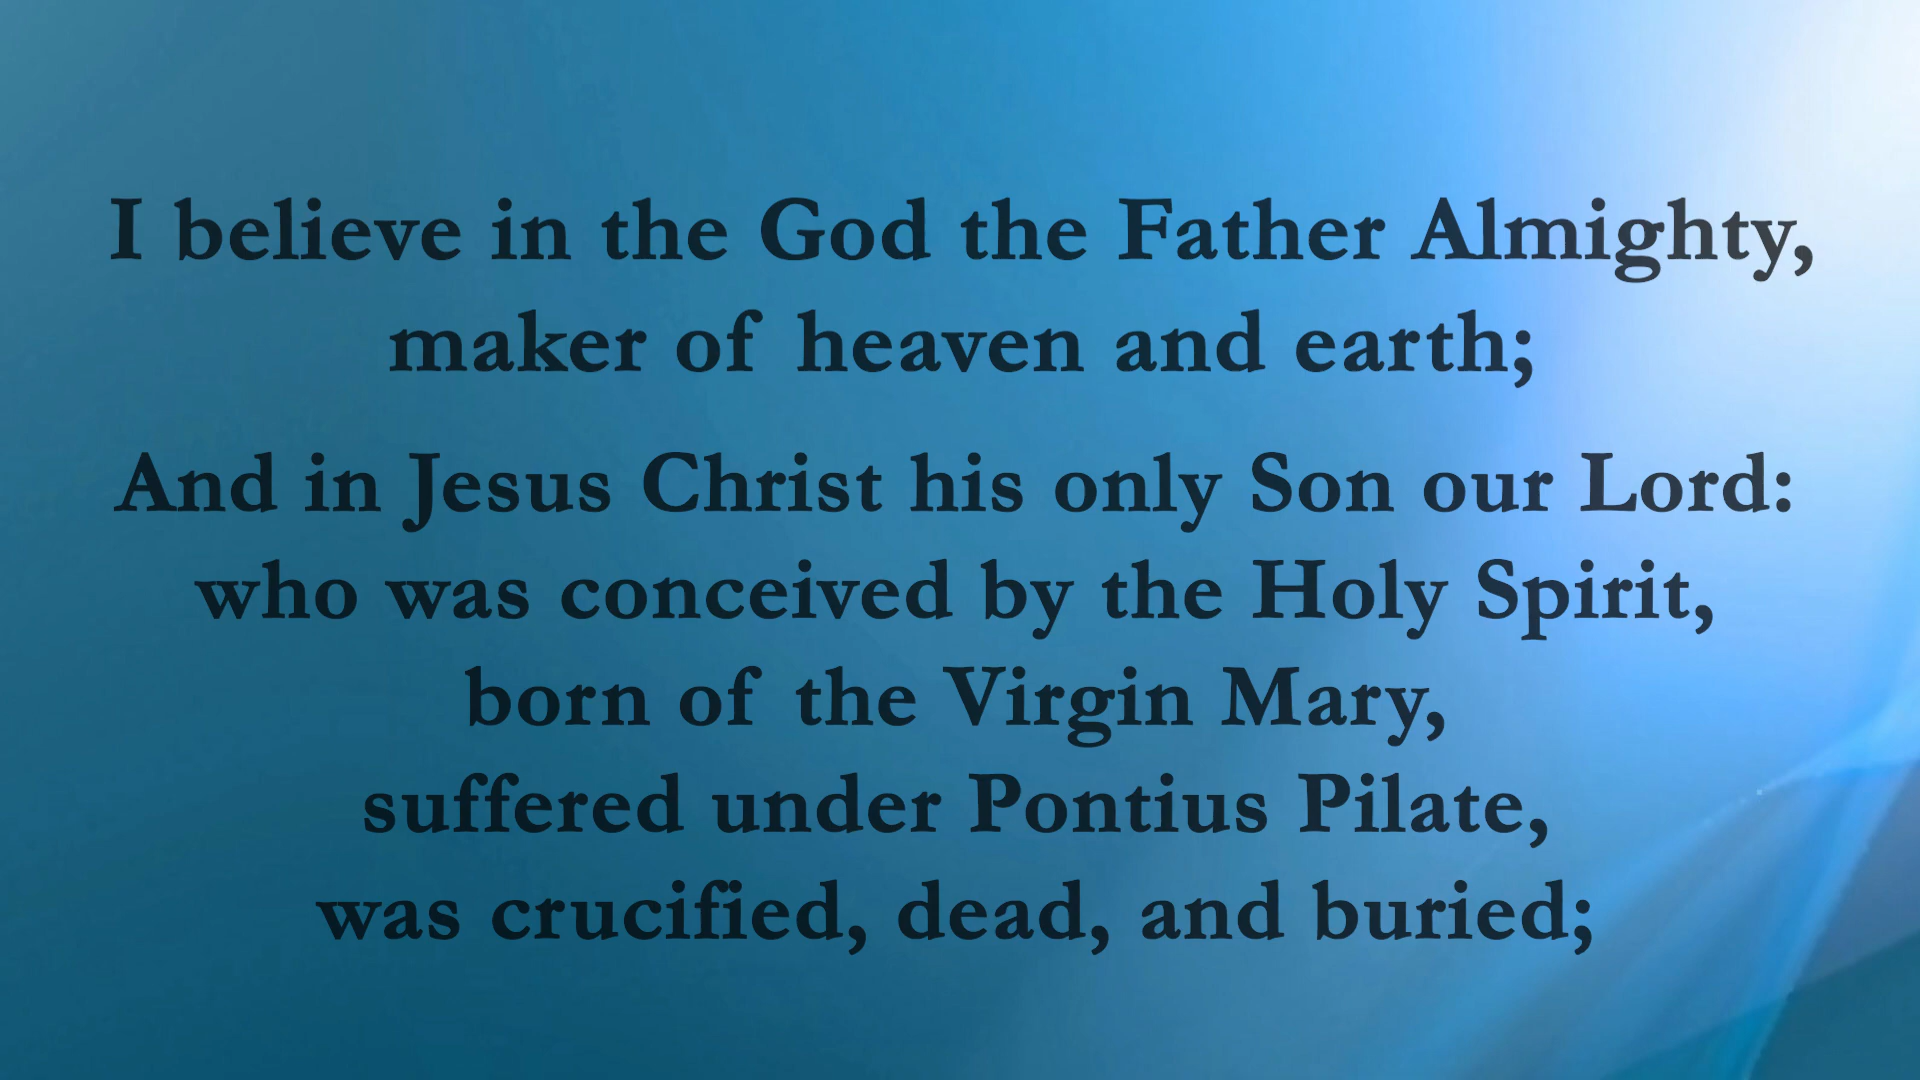 I believe in the God the Father Almighty,
maker of heaven and earth;
And in Jesus Christ his only Son our Lord:
who was conceived by the Holy Spirit,
born of the Virgin Mary,
suffered under Pontius Pilate,
was crucified, dead, and buried;